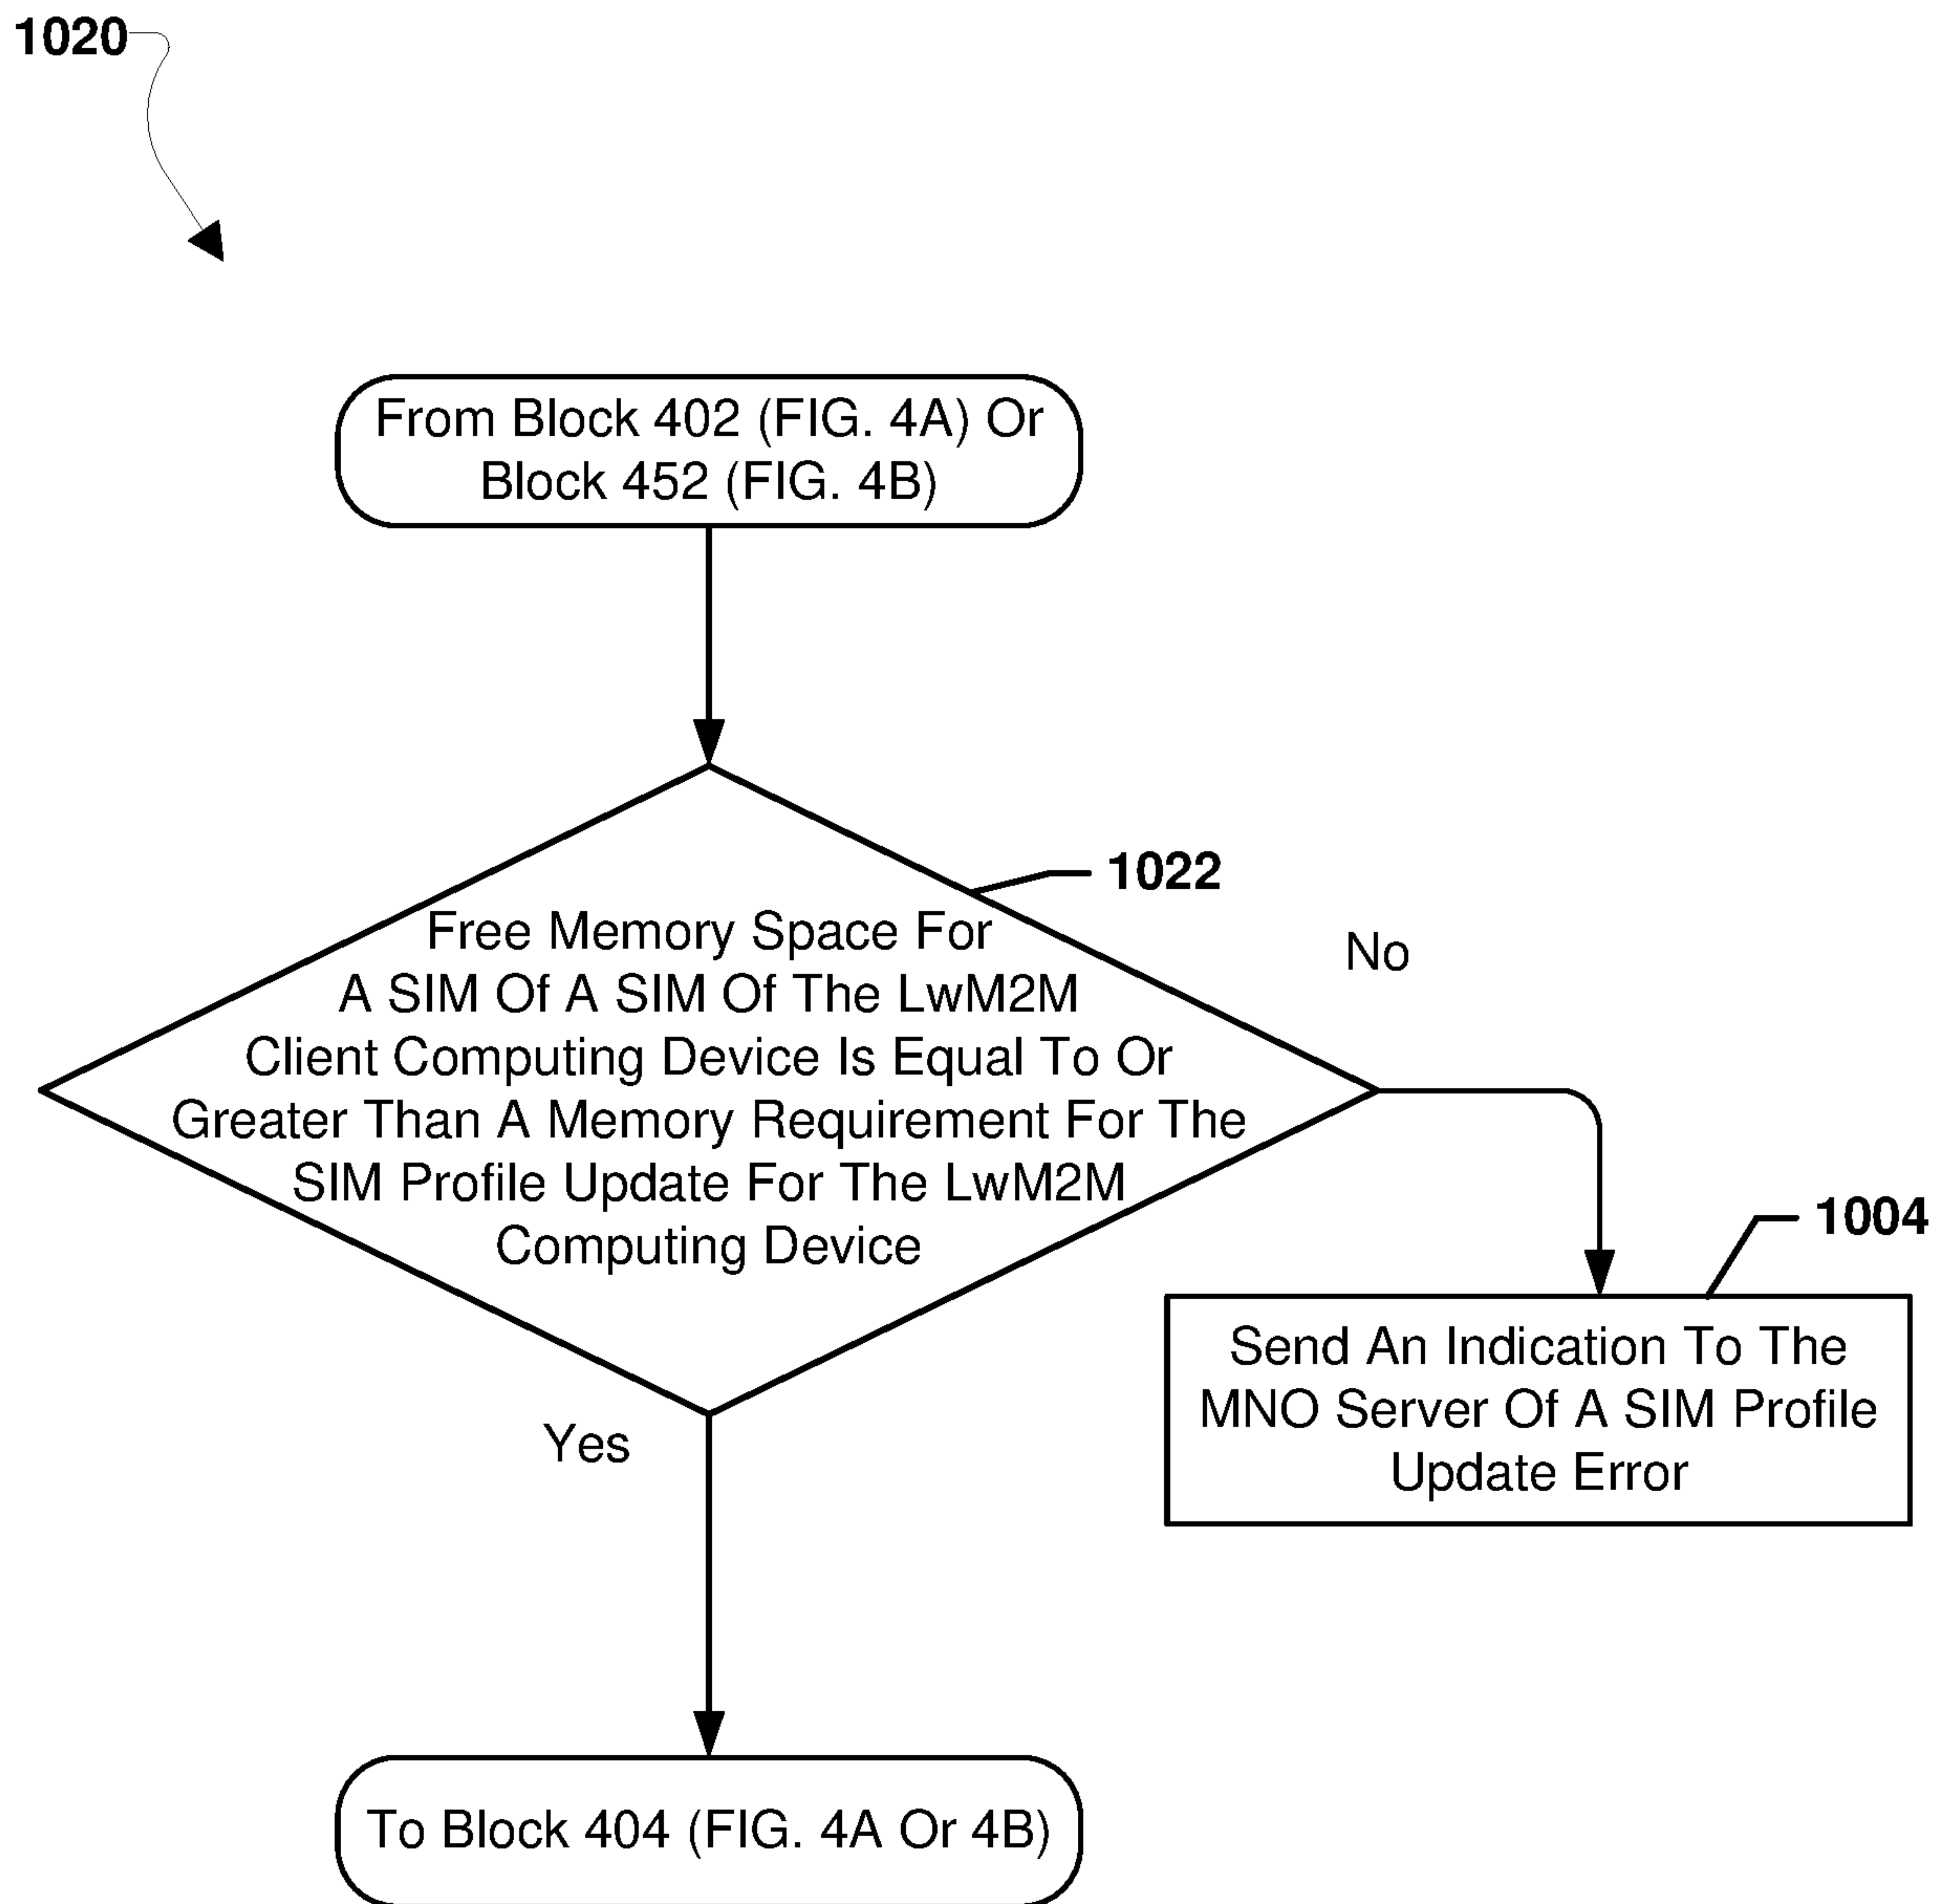 1020
From Block 402 (FIG. 4A) Or
Block 452 (FIG. 4B)
1022
Free Memory Space For
A SIM Of A SIM Of The LwM2M
Client Computing Device Is Equal To Or
Greater Than A Memory Requirement For The
SIM Profile Update For The LwM2M
Computing Device
No
1004
Send An Indication To The
MNO Server Of A SIM Profile
Update Error
Yes
To Block 404 (FIG. 4A Or 4B)